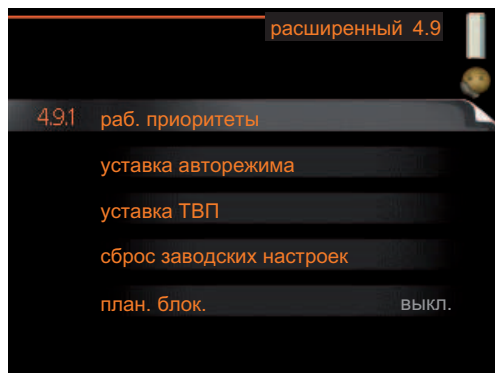 расширенный 4.9
4.9.1 раб. приоритеты
уставка авторежима
уставка ТВП
сброс заводских настроек
план. блок. выкл.